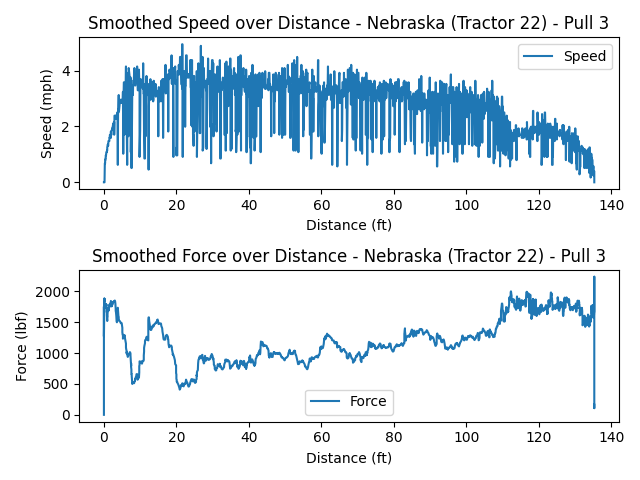 Smoothed Speed over Distance - Nebraska (Tractor 22) - Pull 3
Speed (mph)
4
2
0
Speed
0 20 40 60 80 100 120 140
Distance (ft)
Smoothed Force over Distance - Nebraska (Tractor 22) - Pull 3
Force (lbf)
2000
1500
1000
500
0
Force
0 20 40 60 80 100 120 140
Distance (ft)